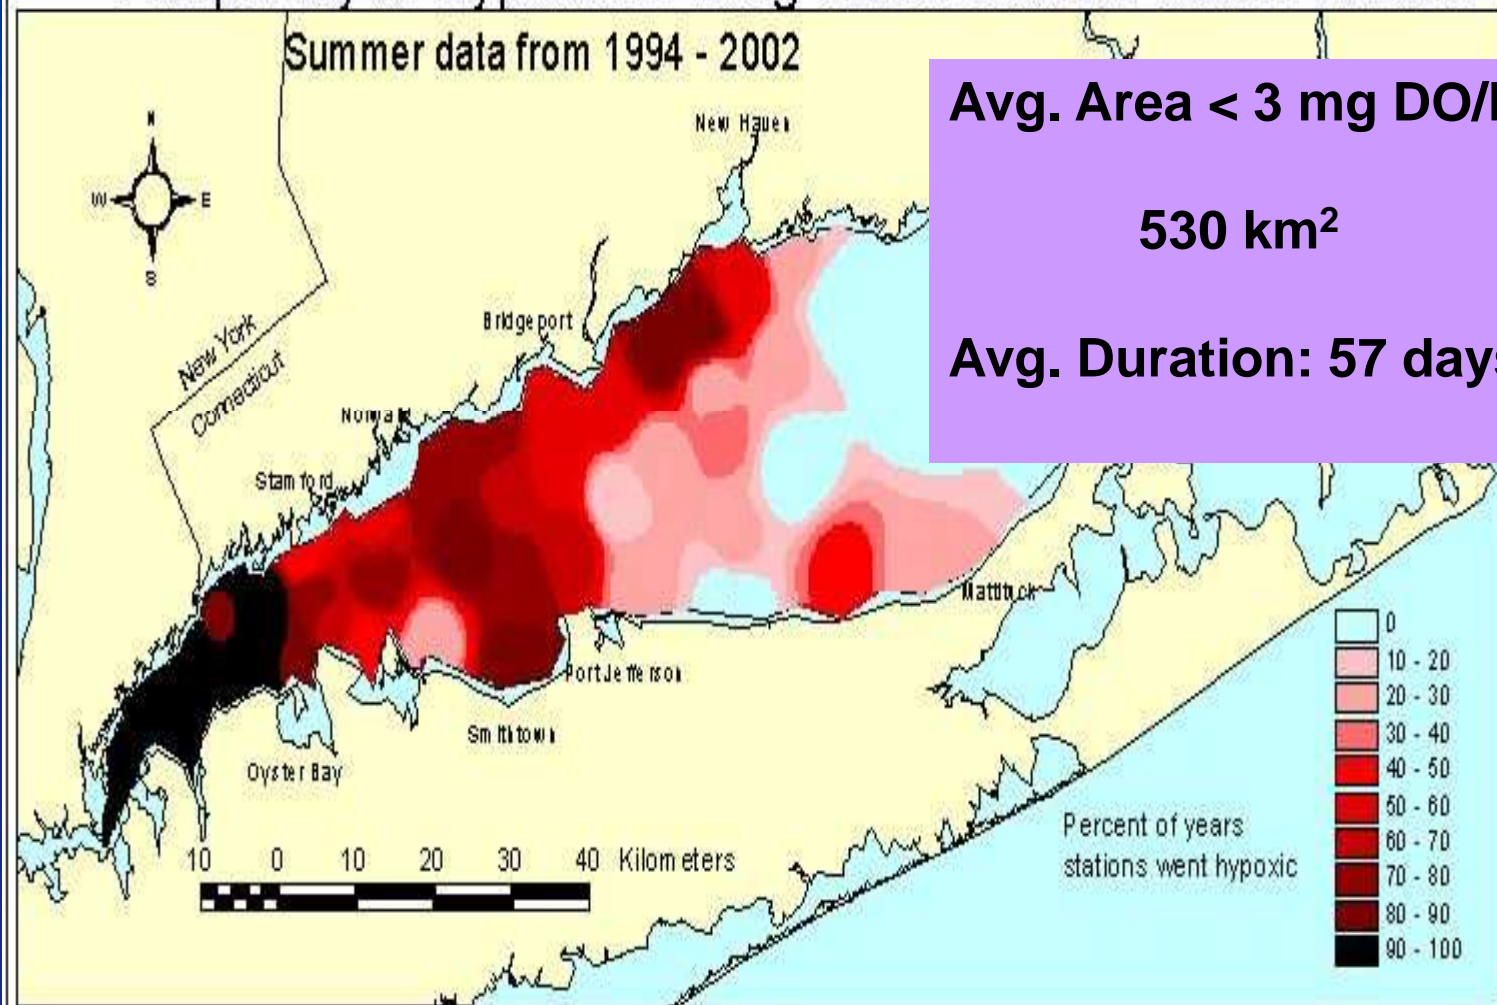 Summer data from 1994 - 2002
Avg. Area < 3 mg DO/
530 km²
Avg. Duration: 57 days
N
W
E
S
New Haven
Bridgeport
New York
Connecticut
Norwalk
Stamford
Mattituck
Port Jefferson
Smithtown
Oyster Bay
10 0 10 20 30 40 Kilometers
Percent of years
stations went hypoxic
0
10 - 20
20 - 30
30 - 40
40 - 50
50 - 60
60 - 70
70 - 80
80 - 90
90 - 100